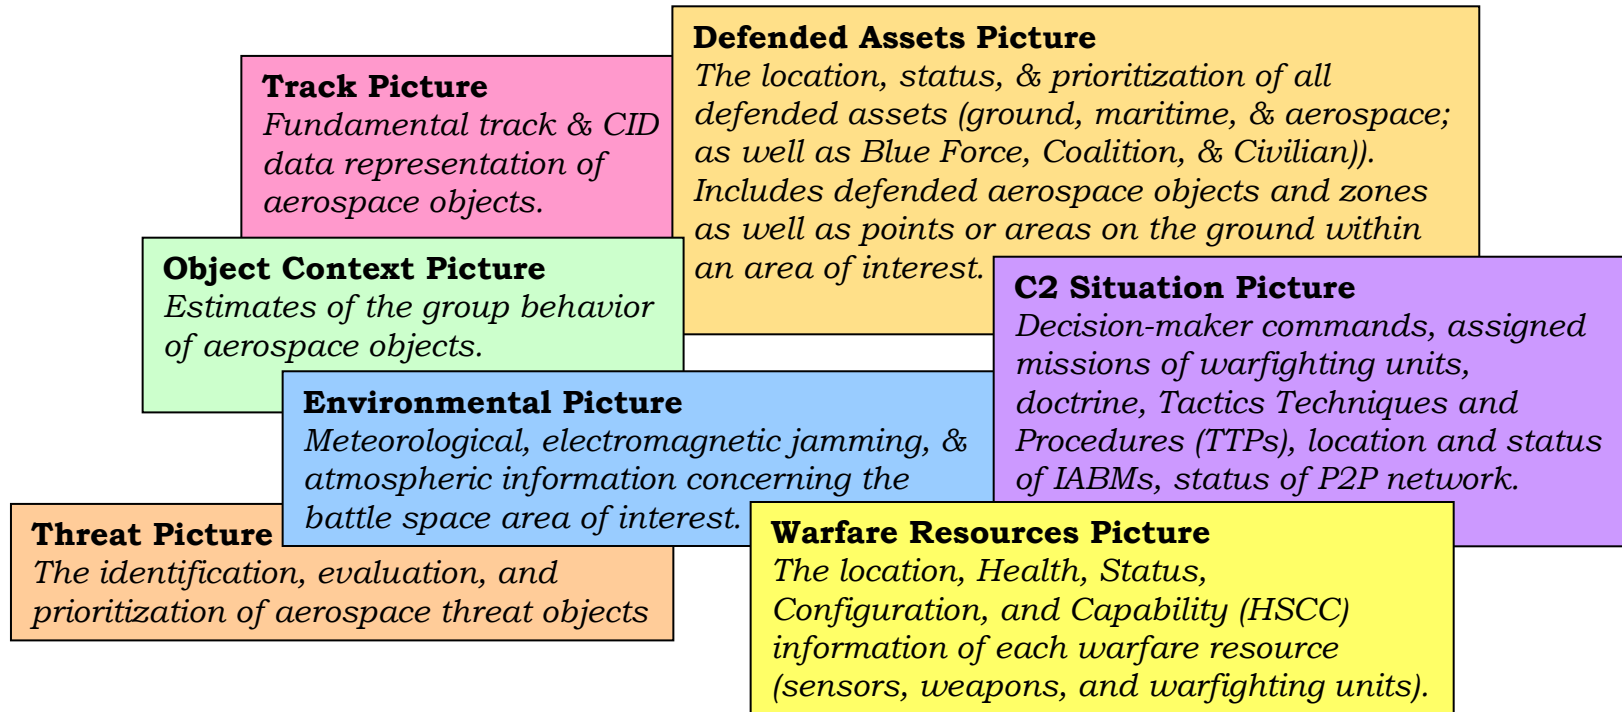 Track Picture
Fundamental track & CID
data representation of
aerospace objects.
Defended Assets Picture
The location, status, & prioritization of all
defended assets (ground, maritime, & aerospace;
as well as Blue Force, Coalition, & Civilian)).
Includes defended aerospace objects and zones
as well as points or areas on the ground within
an area of interest.
Object Context Picture
Estimates of the group behavior
of aerospace objects.
C2 Situation Picture
Decision-maker commands, assigned
missions of warfighting units,
doctrine, Tactics Techniques and
Procedures (TTPs), location and status
of IABMs, status of P2P network.
Environmental Picture
Meteorological, electromagnetic jamming, &
atmospheric information concerning the
battle space area of interest.
Threat Picture
The identification, evaluation, and
prioritization of aerospace threat objects
Warfare Resources Picture
The location, Health, Status,
Configuration, and Capability (HSCC)
information of each warfare resource
(sensors, weapons, and warfighting units).